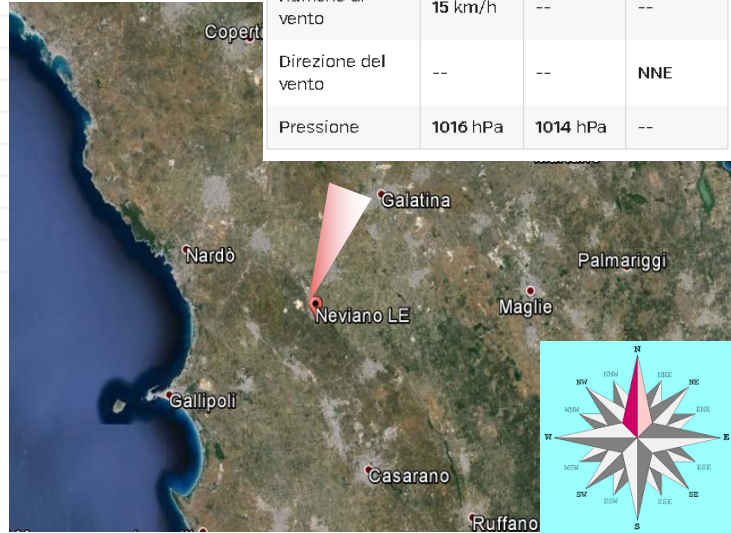 vento
15 km/h
--
--
Direzione del
vento
--
--
NNE
Pressione
1016 hPa
1014 hPa
--
Coperti
Galatina
Nardò
Palmariggi
Neviano LE
Maglie
Gallipoli
Casarano
Ruffano
N
NNW
NNE
NW
NE
WNW
ENE
W
E
WSW
ESE
SW
SE
SSW
SSE
S